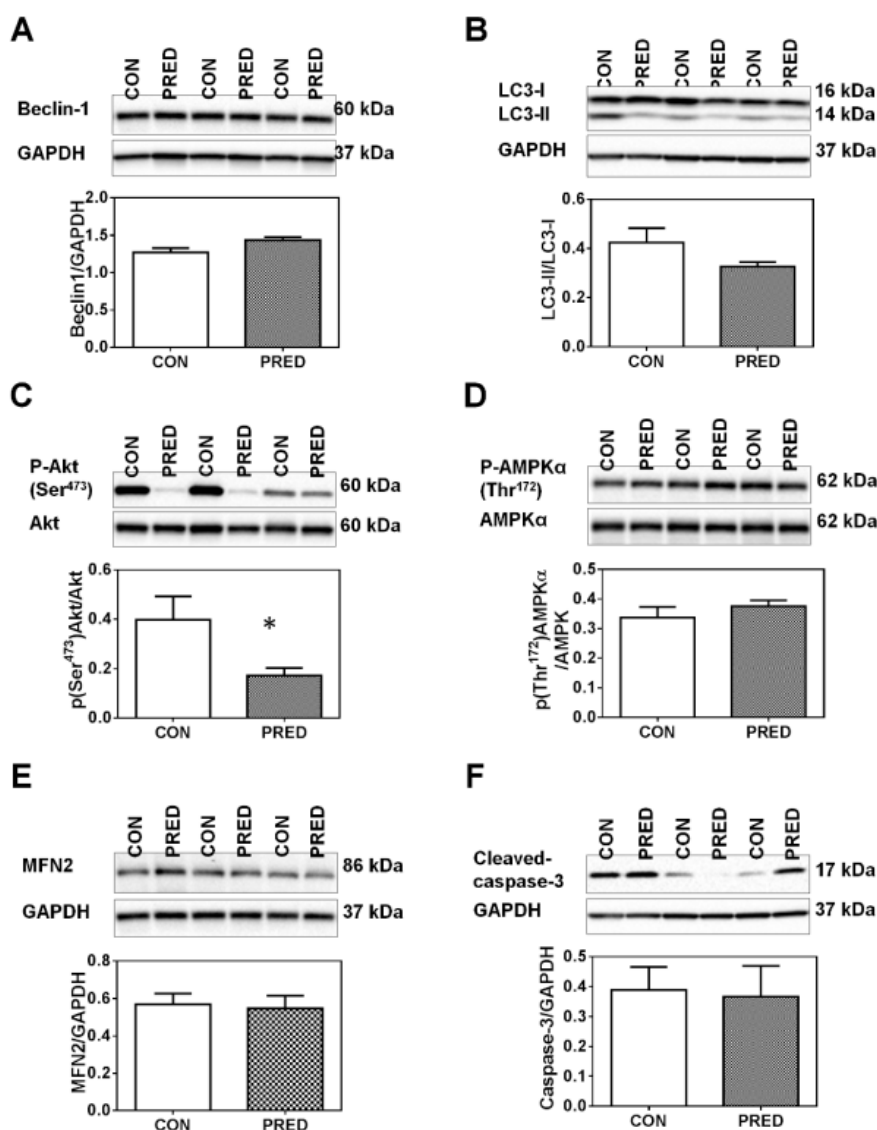 A
CON PRED CON PRED CON PRED
Beclin-1 60 kDa
GAPDH 37 kDa
Beclin1/GAPDH
2.0
1.5
1.0
0.5
0.0
CON PRED
B
CON PRED CON PRED CON PRED
LC3-I 16 kDa
LC3-II 14 kDa
GAPDH 37 kDa
LC3-II/LC3-I
0.6
0.4
0.2
0.0
CON PRED
C
CON PRED CON PRED CON PRED
P-Akt
(Ser⁴⁷³) 60 kDa
Akt 60 kDa
p(Ser⁴⁷³)Akt/Akt
0.6
0.4
0.2
0.0
*
CON PRED
D
CON PRED CON PRED CON PRED
P-AMPKα
(Thr¹⁷²) 62 kDa
AMPKα 62 kDa
p(Thr¹⁷²)AMPKα
/AMPK
0.5
0.4
0.3
0.2
0.1
0.0
CON PRED
E
CON PRED CON PRED CON PRED
MFN2 86 kDa
GAPDH 37 kDa
MFN2/GAPDH
0.8
0.6
0.4
0.2
0.0
CON PRED
F
CON PRED CON PRED CON PRED
Cleaved-
caspase-3 17 kDa
GAPDH 37 kDa
Caspase-3/GAPDH
0.5
0.4
0.3
0.2
0.1
0.0
CON PRED